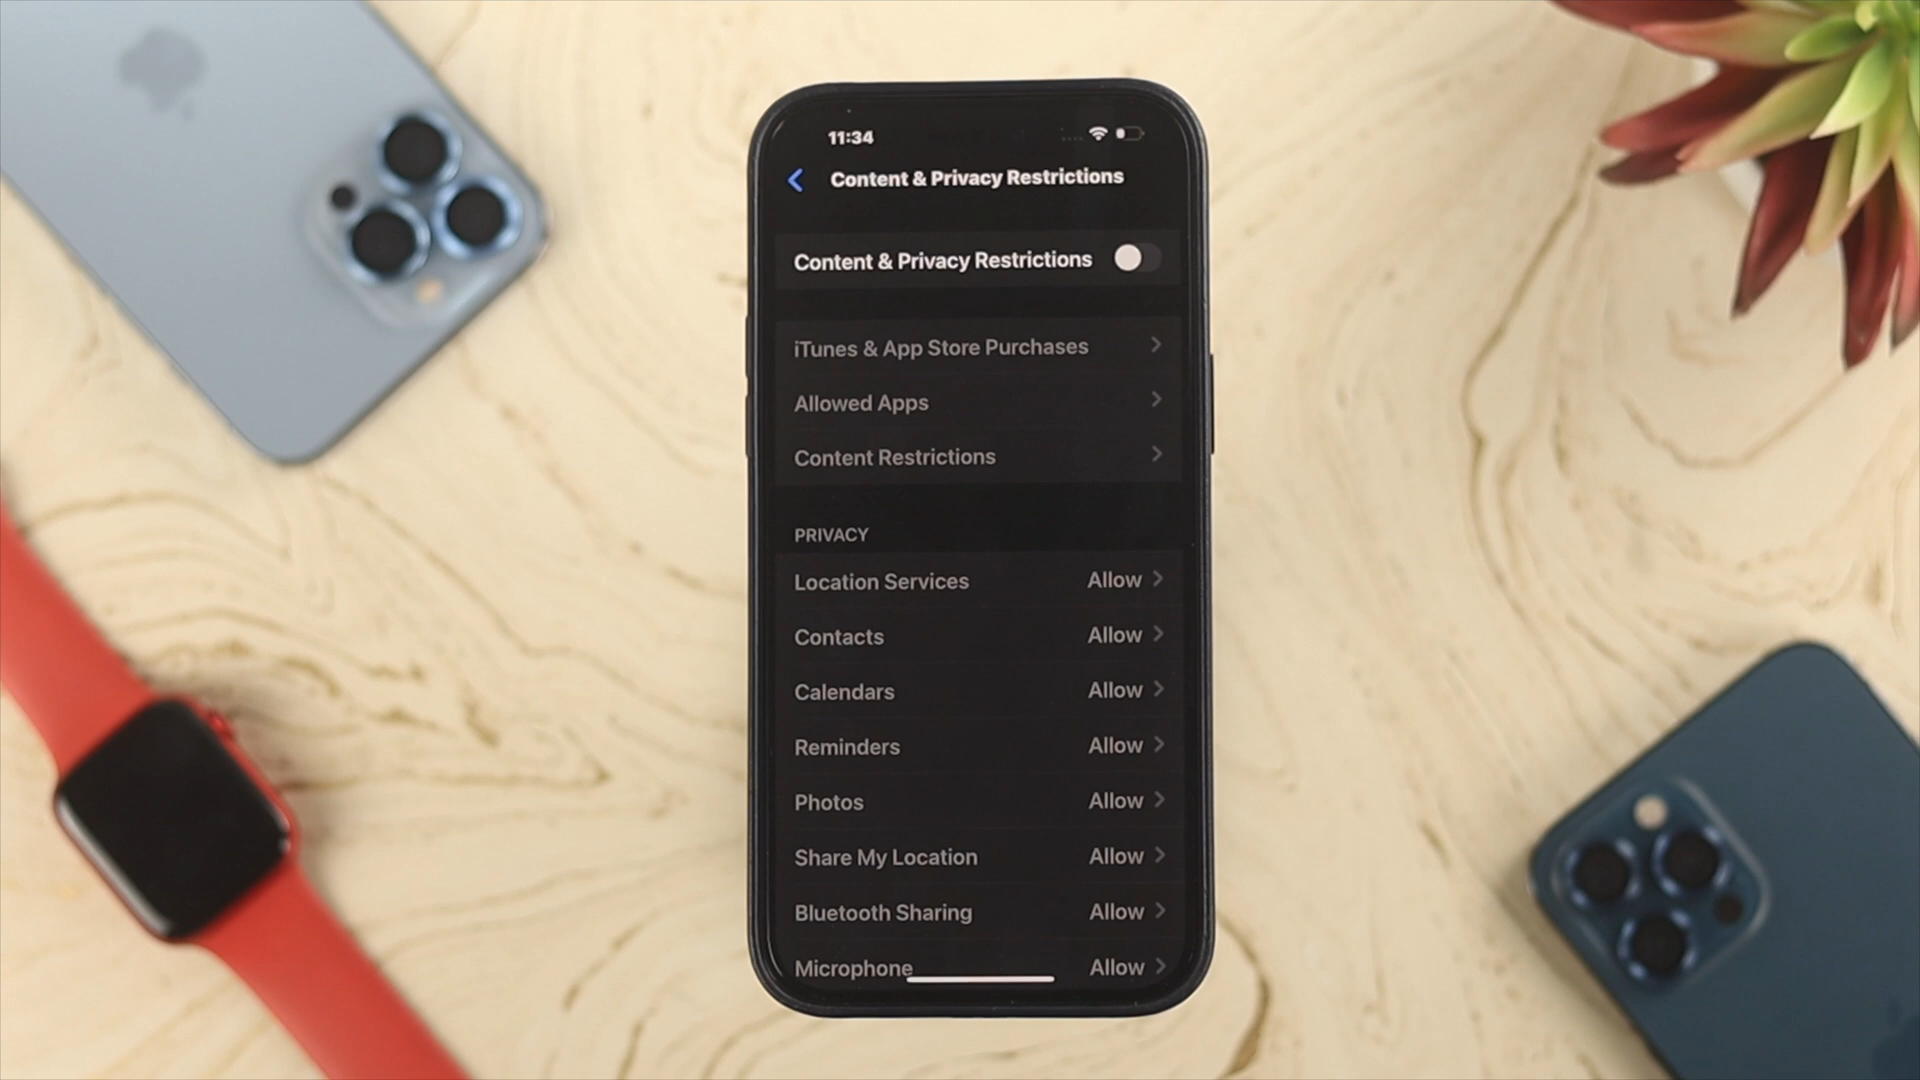 11:34
Content & Privacy Restrictions
Content & Privacy Restrictions
iTunes & App Store Purchases
Allowed Apps
Content Restrictions
PRIVACY
Location Services Allow
Contacts Allow
Calendars Allow
Reminders Allow
Photos Allow
Share My Location Allow
Bluetooth Sharing Allow
Microphone Allow